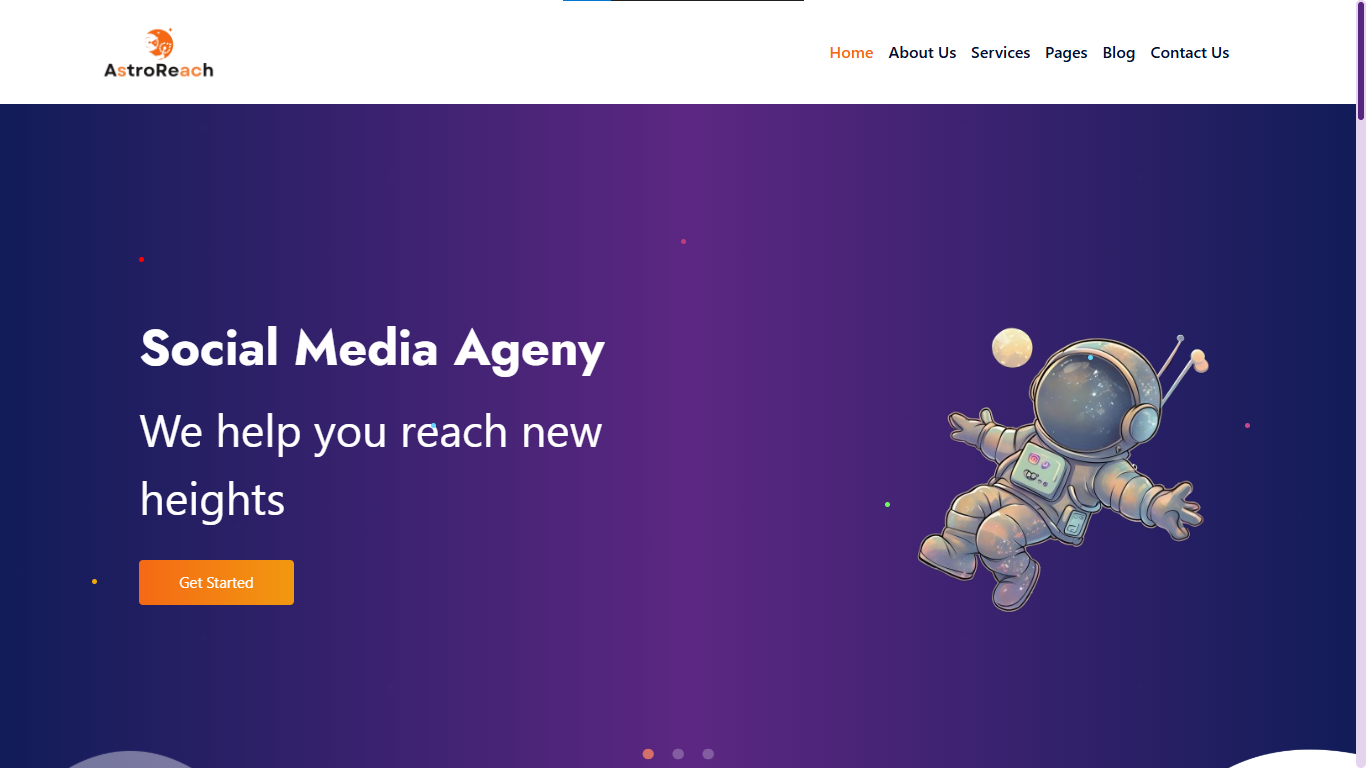 AstroReach
Home About Us Services Pages Blog Contact Us
Social Media Ageny
We help you reach new
heights
Get Started